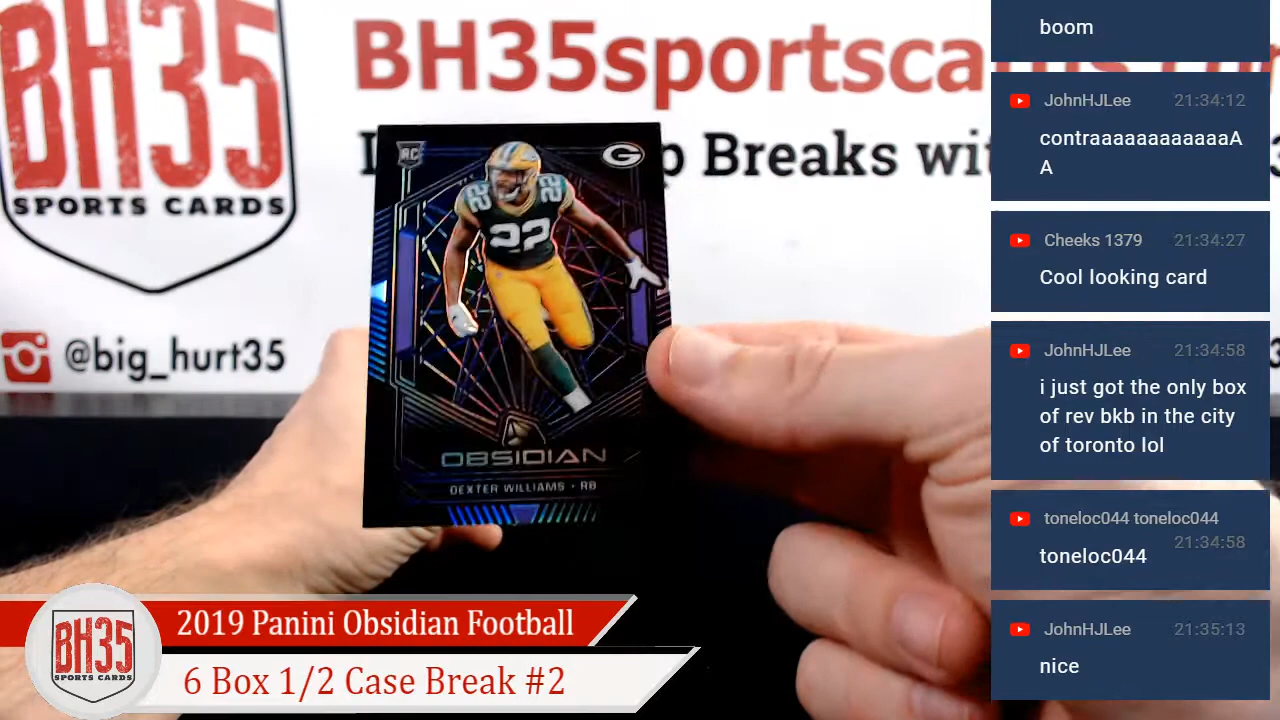 BH35
SPORTS CARDS
BH35sportsca
p Breaks wit
@big_hurt35
RC
G
22
22
22
OBSIDIAN
DEXTER WILLIAMS • RB
BH35
SPORTS CARDS
2019 Panini Obsidian Football
6 Box 1/2 Case Break #2
boom
JohnHJLee 21:34:12
contraaaaaaaaaaaaA
A
Cheeks 1379 21:34:27
Cool looking card
JohnHJLee 21:34:58
i just got the only box
of rev bkb in the city
of toronto lol
toneloc044 toneloc044
21:34:58
toneloc044
JohnHJLee 21:35:13
nice